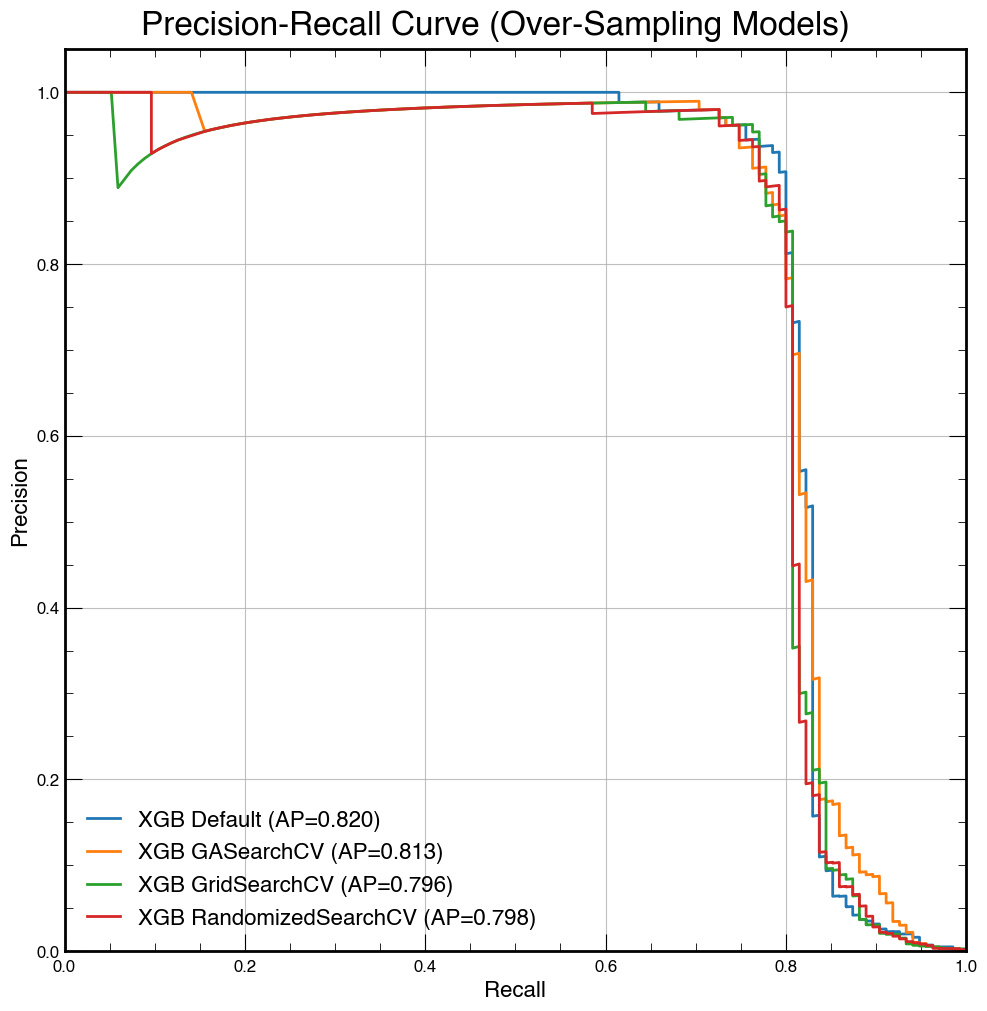 Precision-Recall Curve (Over-Sampling Models)
1.0
0.8
0.6
0.4
0.2
0.0
Precision
XGB Default (AP=0.820)
XGB GASearchCV (AP=0.813)
XGB GridSearchCV (AP=0.796)
XGB RandomizedSearchCV (AP=0.798)
0.0 0.2 0.4 0.6 0.8 1.0
Recall